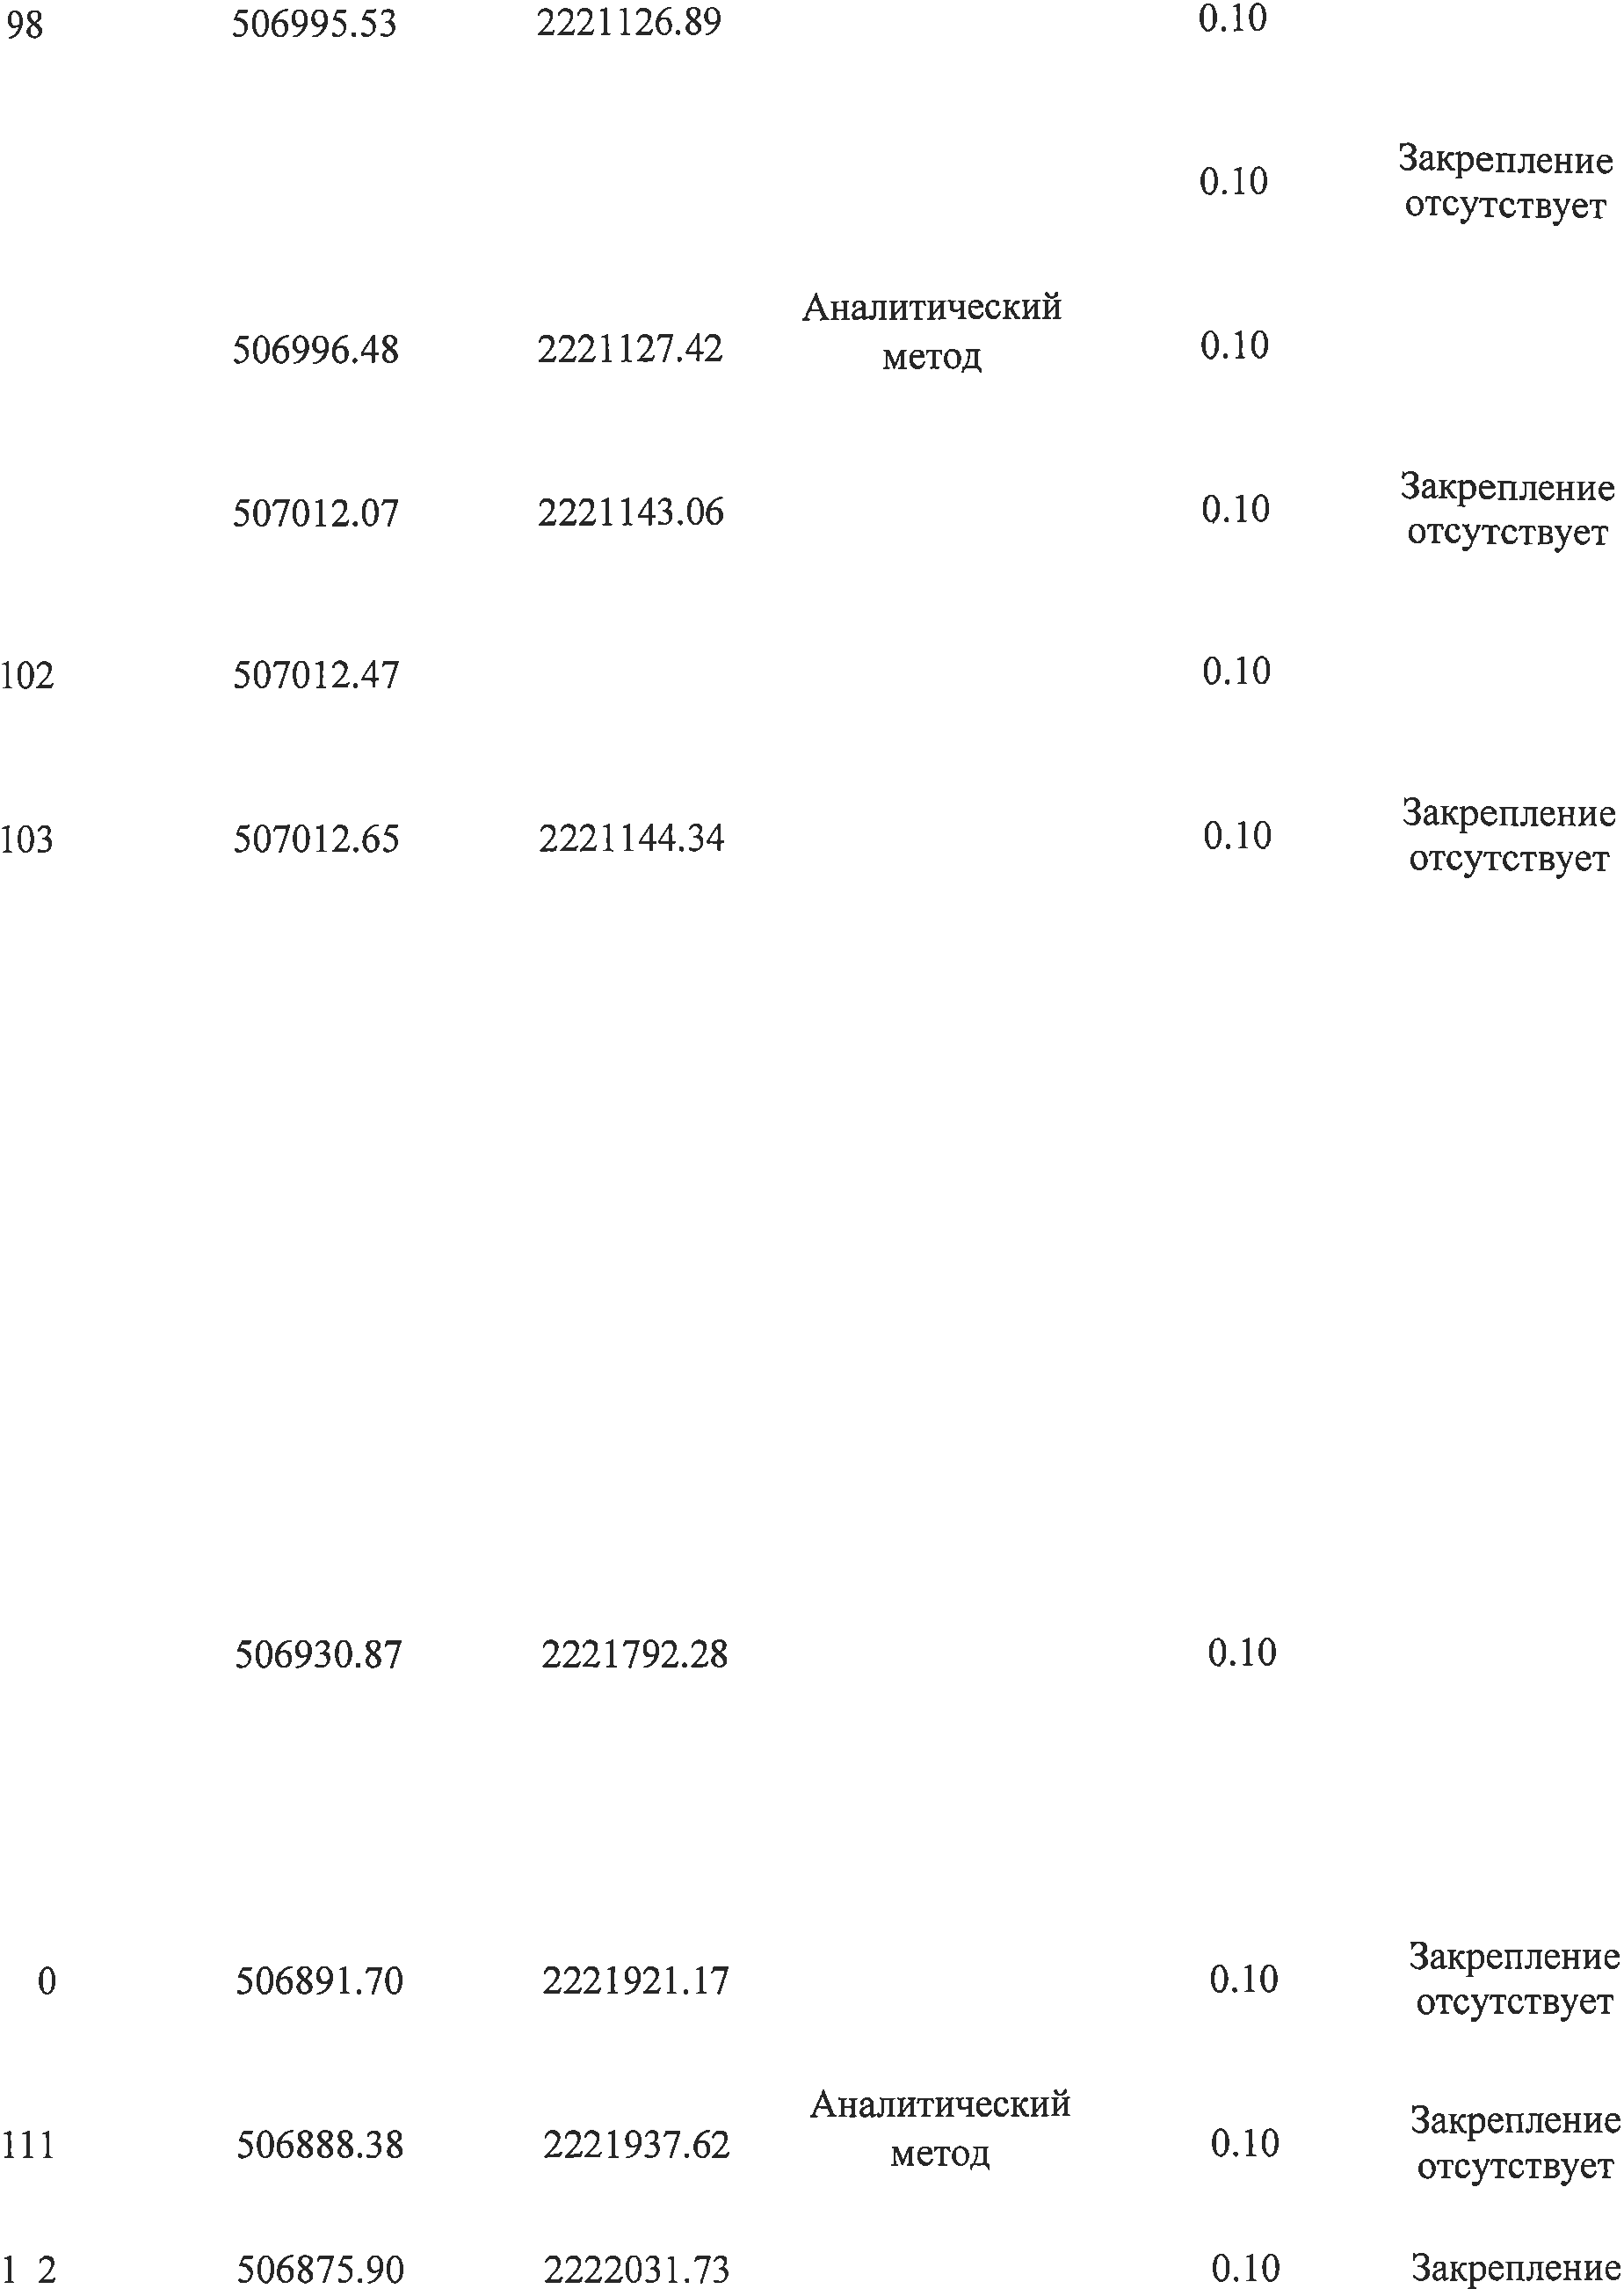 98 506995.53 2221126.89 0.10
0.10 Закрепление
отсутствует
Аналитический
506996.48 2221127.42 метод 0.10
507012.07 2221143.06 0.10 Закрепление
отсутствует
102 507012.47 0.10
103 507012.65 2221144.34 0.10 Закрепление
отсутствует
506930.87 2221792.28 0.10
0 506891.70 2221921.17 0.10 Закрепление
отсутствует
Аналитический
111 506888.38 2221937.62 метод 0.10 Закрепление
отсутствует
1 2 506875.90 2222031.73 0.10 Закрепление